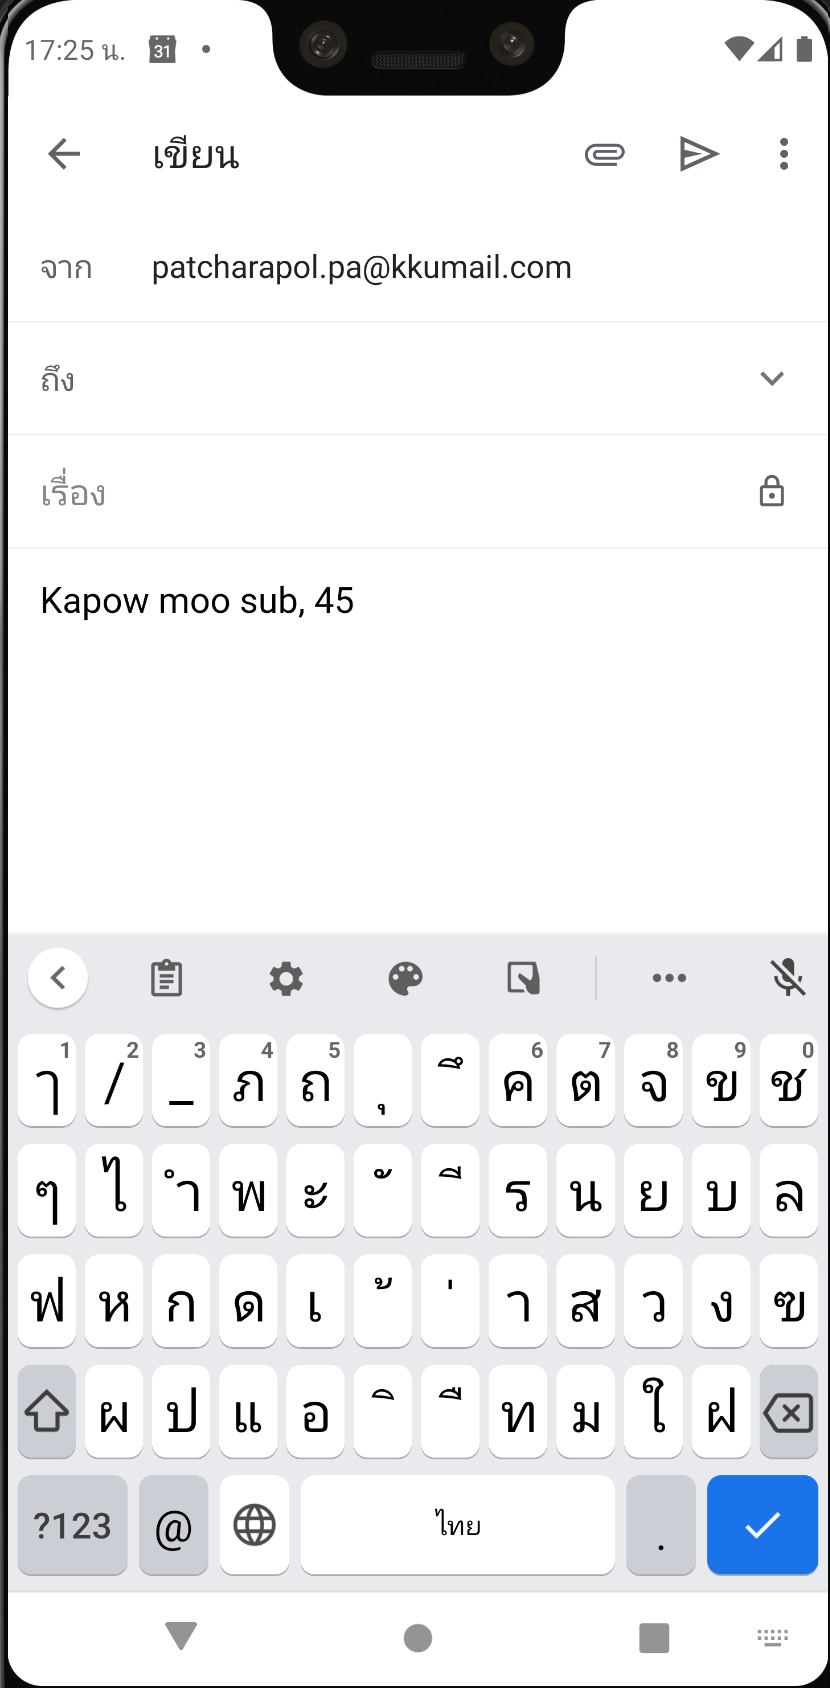 17:25 น. 31
เขียน
จาก patcharapol.pa@kkumail.com
ถึง
เรื่อง
Kapow moo sub, 45
ๅ 1 / 2 _ 3 ภ 4 ถ 5 ุ ึ ค 6 ต 7 จ 8 ข 9 ช 0
ๆ ไ ำ พ ะ ั ี ร น ย บ ล
ฟ ห ก ด เ ้ ่ า ส ว ง ฃ
ผ ป แ อ ิ ื ท ม ใ ฝ
?123 @ ไทย .